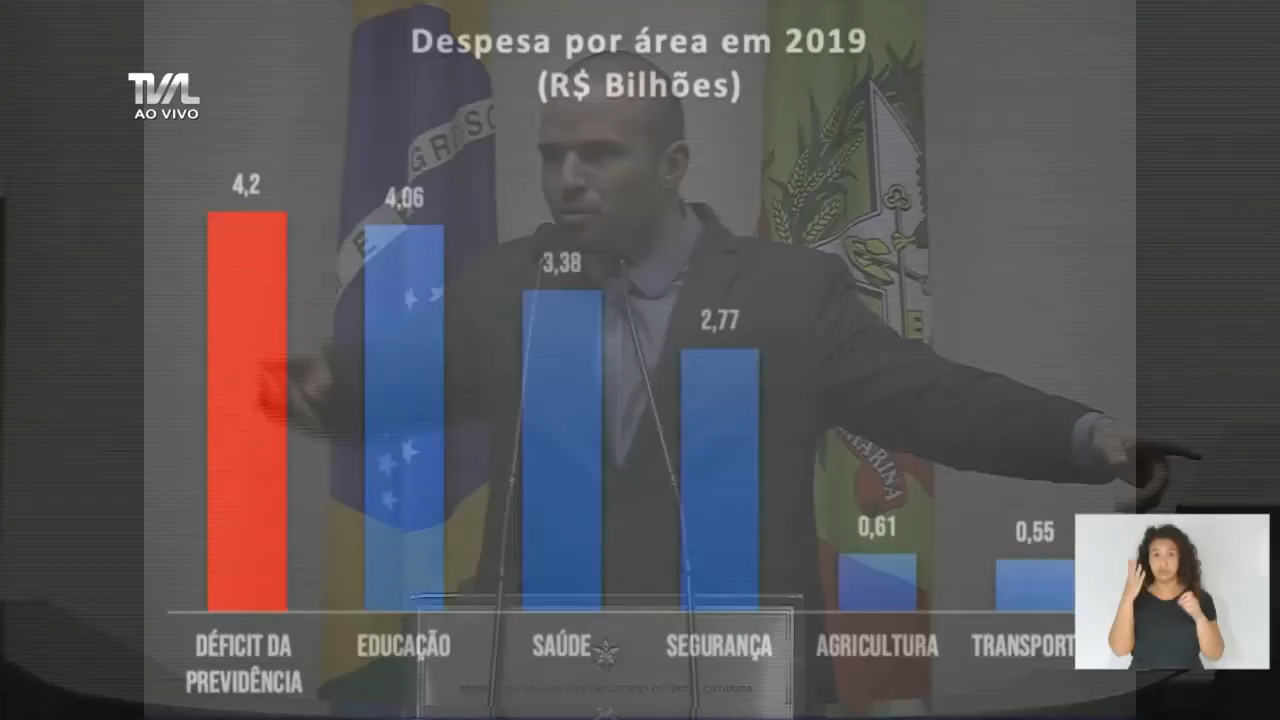 Despesa por área em 2019
(R$ Bilhões)
TVAL
AO VIVO
GRESSO
E
4,2
4,06
3,38
2,77
0,61
0,55
DÉFICIT DA
PREVIDÊNCIA
EDUCAÇÃO
SAÚDE
SEGURANÇA
AGRICULTURA
TRANSPORT